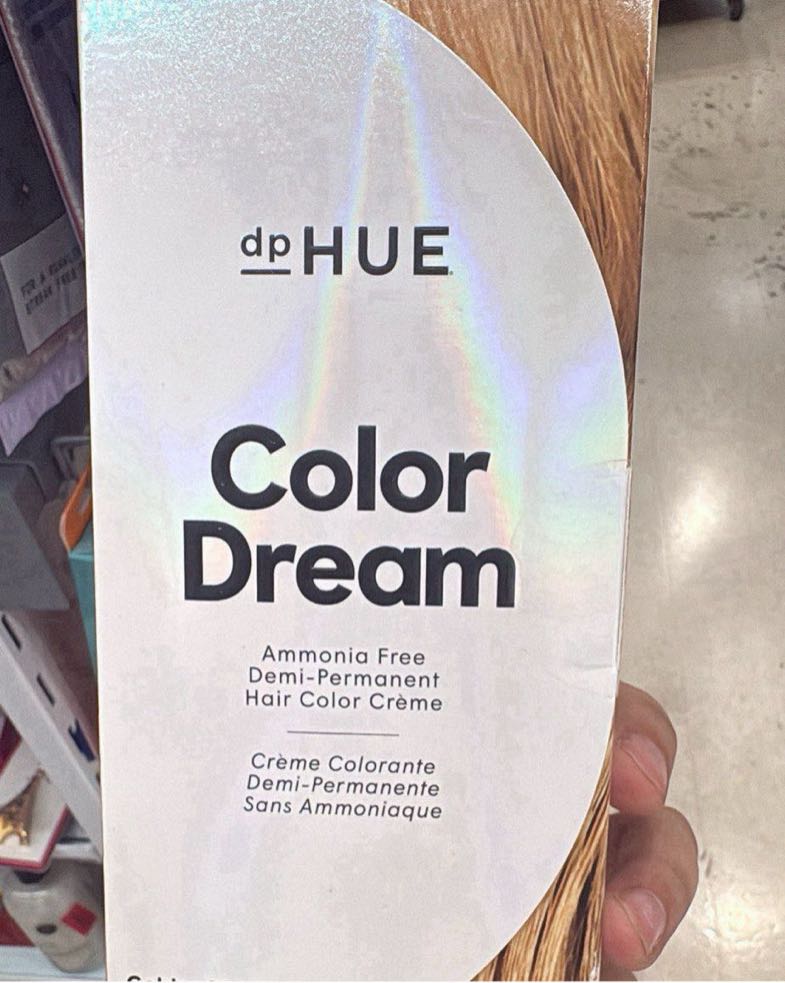 dpHUE
Color
Dream
Ammonia Free
Demi-Permanent
Hair Color Crème
Crème Colorante
Demi-Permanente
Sans Ammoniaque